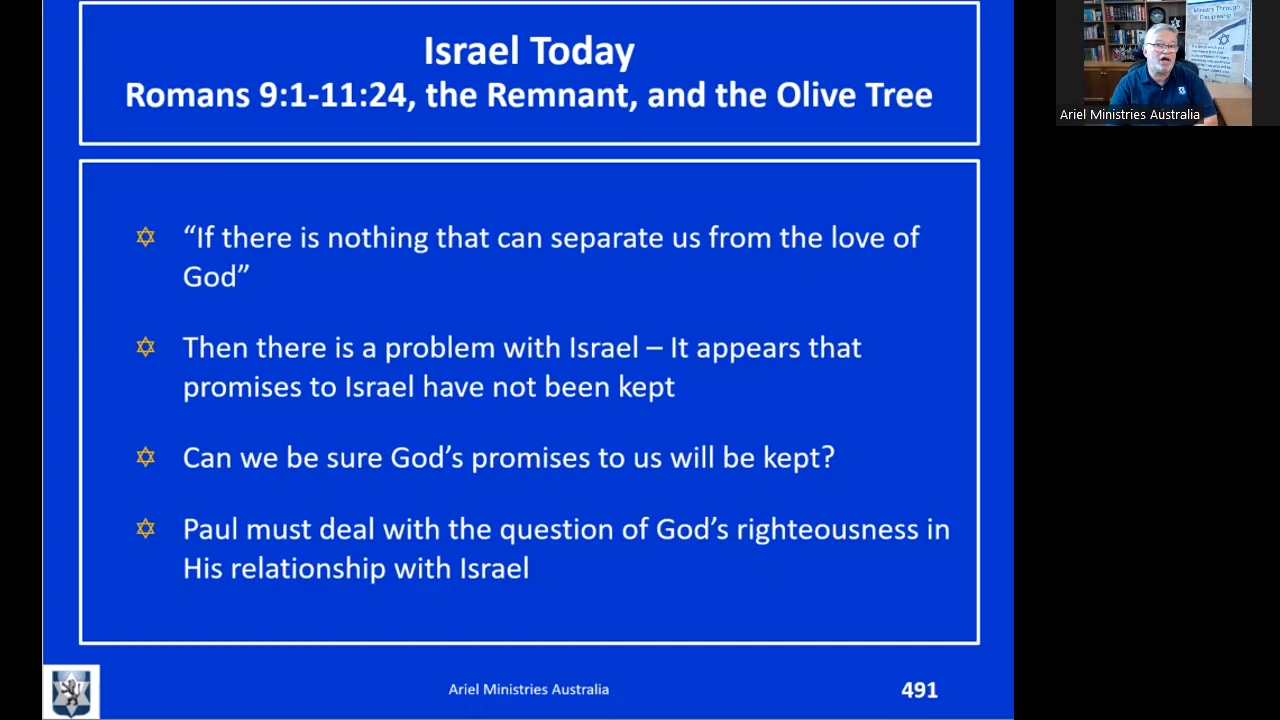 Israel Today
Romans 9:1-11:24, the Remnant, and the Olive Tree
“If there is nothing that can separate us from the love of
God”
Then there is a problem with Israel – It appears that
promises to Israel have not been kept
Can we be sure God’s promises to us will be kept?
Paul must deal with the question of God’s righteousness in
His relationship with Israel
Ariel Ministries Australia
491
Ministry Through
Discipleship
Ariel Ministries Australia